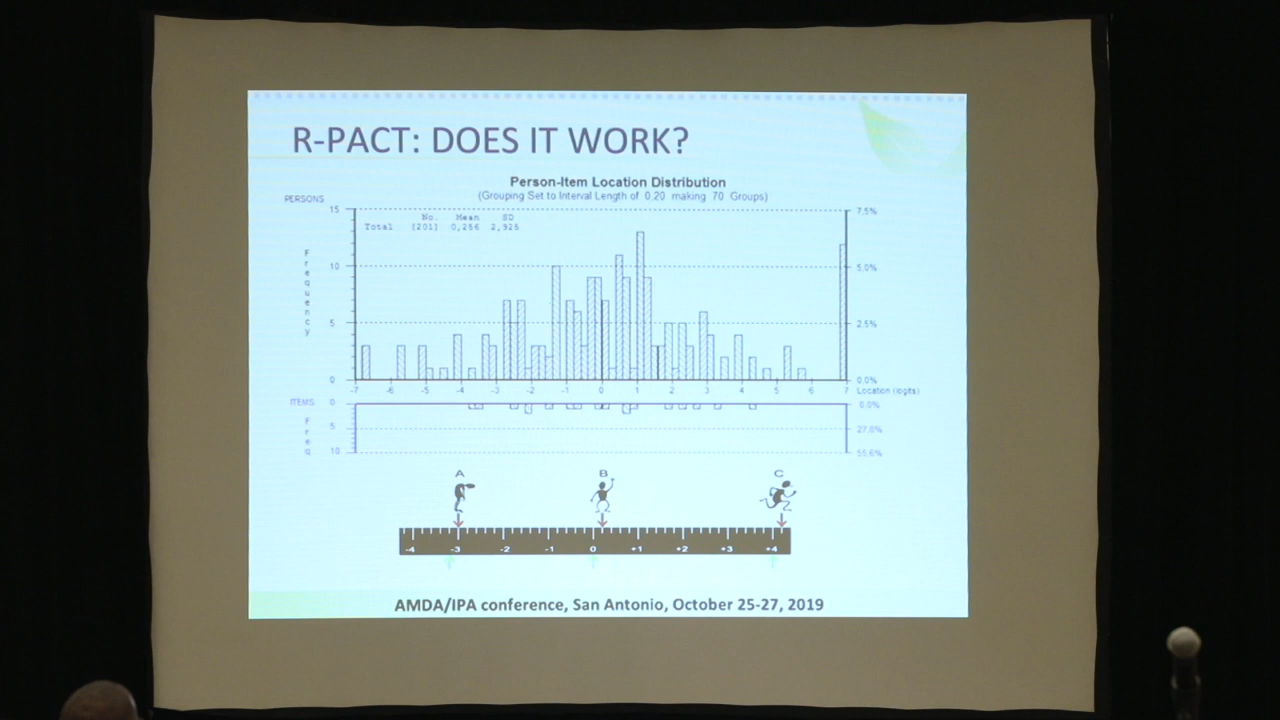 R-PACT: DOES IT WORK?
Person-Item Location Distribution
(Grouping Set to Interval Length of 0,20 making 70 Groups)
PERSONS
15 7,5%
No. Mean SD
Total [201] 0,256 2,925
Frequency
10 5,0%
5 2,5%
0 0,0%
-7 -6 -5 -4 -3 -2 -1 0 1 2 3 4 5 6 7 Location (logits)
ITEMS 0 0,0%
Freq
5 27,8%
10 55,6%
A B C
-4 -3 -2 -1 0 +1 +2 +3 +4
AMDA/IPA conference, San Antonio, October 25-27, 2019